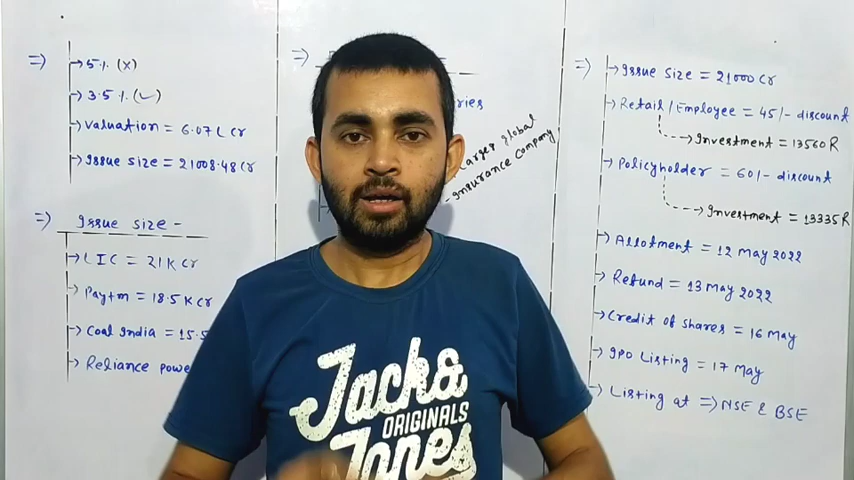 =>
→ 5% (x)
→ 3.5% (✓)
→ Valuation = 6.07 L Cr
→ Issue size = 21008.48 Cr
=> Issue size -
→ LIC = 21K Cr
→ Paytm = 18.5 K Cr
→ Coal India = 15.5
→ Reliance powe
=>
ries
Larger global
- Insurance company
=>
→ Issue size = 21000 Cr
→ Retail / Employee = 45/- discount
→ Investment = 13560 R
→ Policyholder = 60/- discount
→ Investment = 13335 R
→ Allotment = 12 May 2022
→ Refund = 13 May 2022
→ Credit of shares = 16 May
→ IPO Listing = 17 May
→ Listing at => NSE & BSE
Jack&
ORIGINALS
Jones